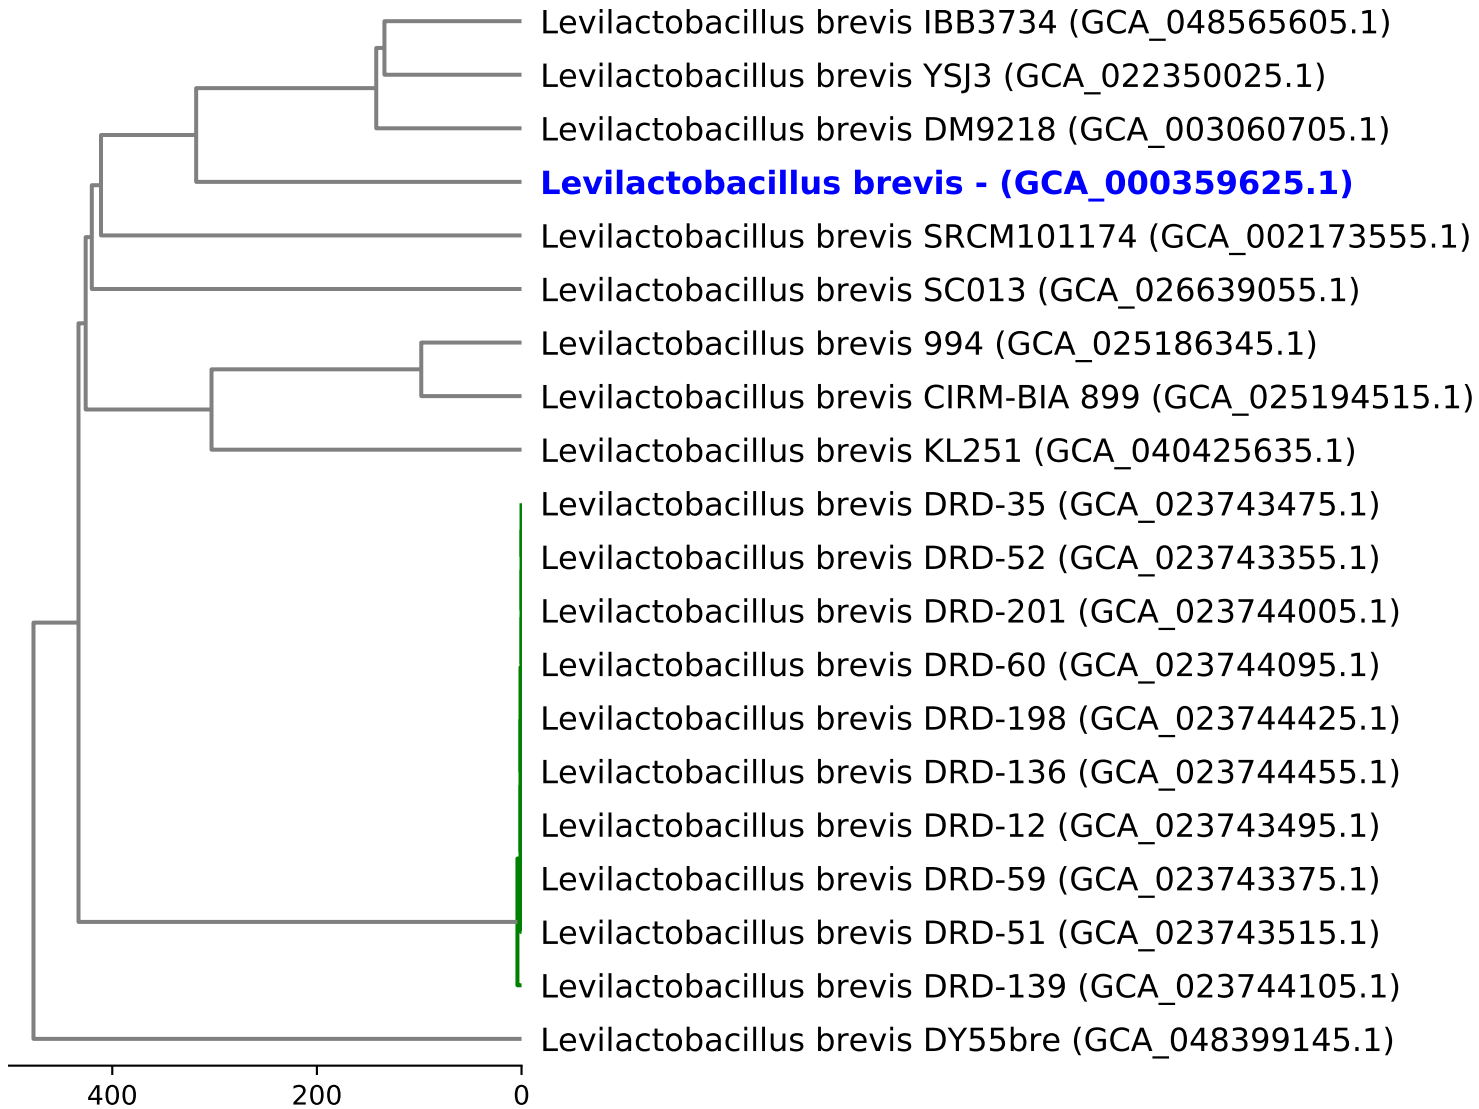 Levilactobacillus brevis IBB3734 (GCA_048565605.1)
Levilactobacillus brevis YSJ3 (GCA_022350025.1)
Levilactobacillus brevis DM9218 (GCA_003060705.1)
Levilactobacillus brevis - (GCA_000359625.1)
Levilactobacillus brevis SRCM101174 (GCA_002173555.1)
Levilactobacillus brevis SC013 (GCA_026639055.1)
Levilactobacillus brevis 994 (GCA_025186345.1)
Levilactobacillus brevis CIRM-BIA 899 (GCA_025194515.1)
Levilactobacillus brevis KL251 (GCA_040425635.1)
Levilactobacillus brevis DRD-35 (GCA_023743475.1)
Levilactobacillus brevis DRD-52 (GCA_023743355.1)
Levilactobacillus brevis DRD-201 (GCA_023744005.1)
Levilactobacillus brevis DRD-60 (GCA_023744095.1)
Levilactobacillus brevis DRD-198 (GCA_023744425.1)
Levilactobacillus brevis DRD-136 (GCA_023744455.1)
Levilactobacillus brevis DRD-12 (GCA_023743495.1)
Levilactobacillus brevis DRD-59 (GCA_023743375.1)
Levilactobacillus brevis DRD-51 (GCA_023743515.1)
Levilactobacillus brevis DRD-139 (GCA_023744105.1)
Levilactobacillus brevis DY55bre (GCA_048399145.1)
400 200 0